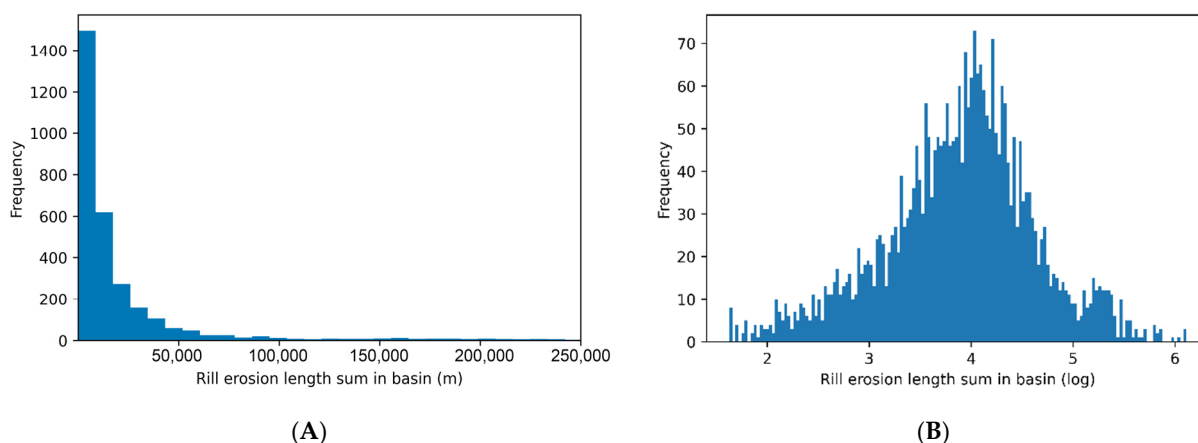 1400
1200
1000
800
600
400
200
0
Frequency
50,000 100,000 150,000 200,000 250,000
Rill erosion length sum in basin (m)
(A)
70
60
50
40
30
20
10
0
Frequency
2 3 4 5 6
Rill erosion length sum in basin (log)
(B)